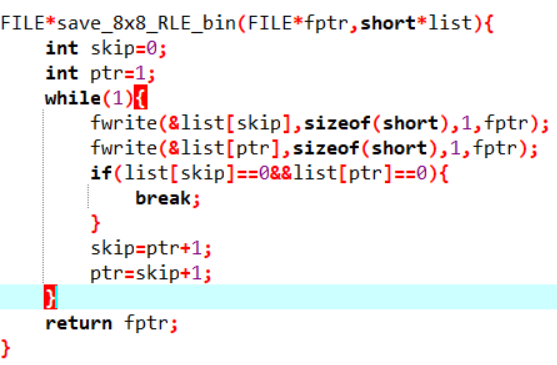 FILE*save_8x8_RLE_bin(FILE*fptr,short*list){
    int skip=0;
    int ptr=1;
    while(1){
        fwrite(&list[skip],sizeof(short),1,fptr);
        fwrite(&list[ptr],sizeof(short),1,fptr);
        if(list[skip]==0&&list[ptr]==0){
            break;
        }
        skip=ptr+1;
        ptr=skip+1;
    }
    return fptr;
}